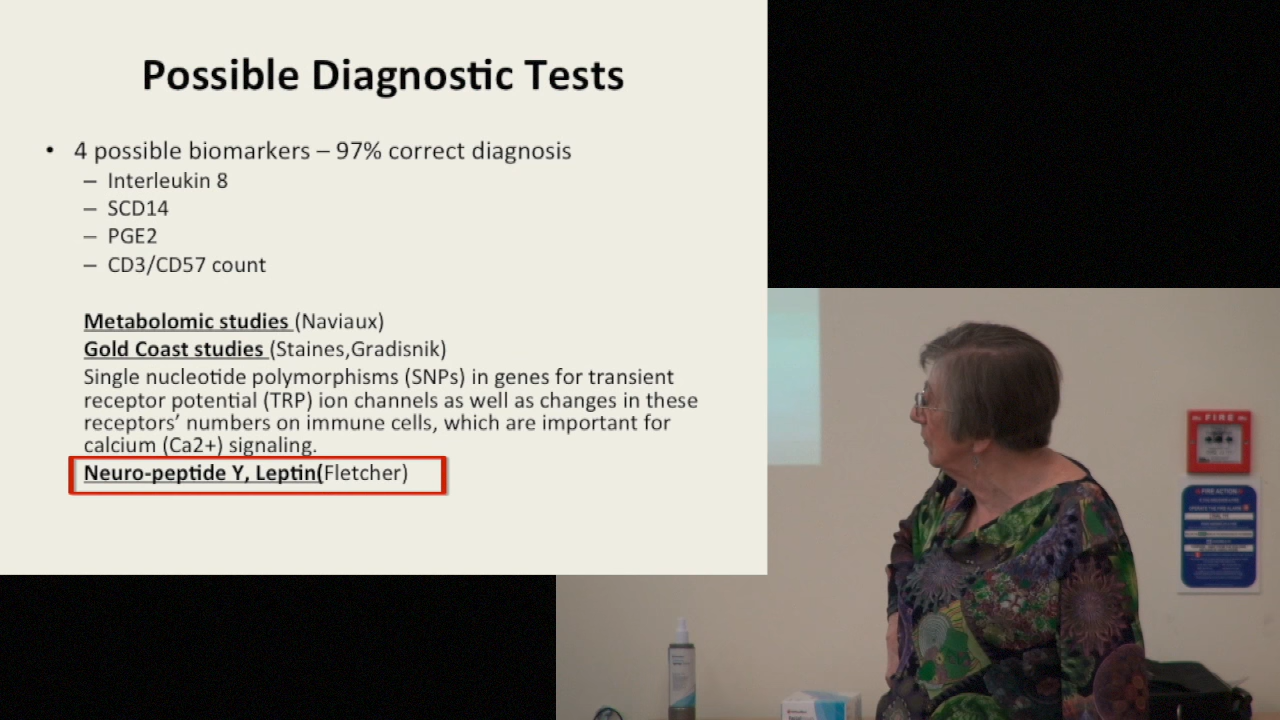 Possible Diagnostic Tests
• 4 possible biomarkers – 97% correct diagnosis
– Interleukin 8
– SCD14
– PGE2
– CD3/CD57 count
Metabolomic studies (Naviaux)
Gold Coast studies (Staines,Gradisnik)
Single nucleotide polymorphisms (SNPs) in genes for transient
receptor potential (TRP) ion channels as well as changes in these
receptors’ numbers on immune cells, which are important for
calcium (Ca2+) signaling.
Neuro-peptide Y, Leptin(Fletcher)
FIRE
FIRE ACTION